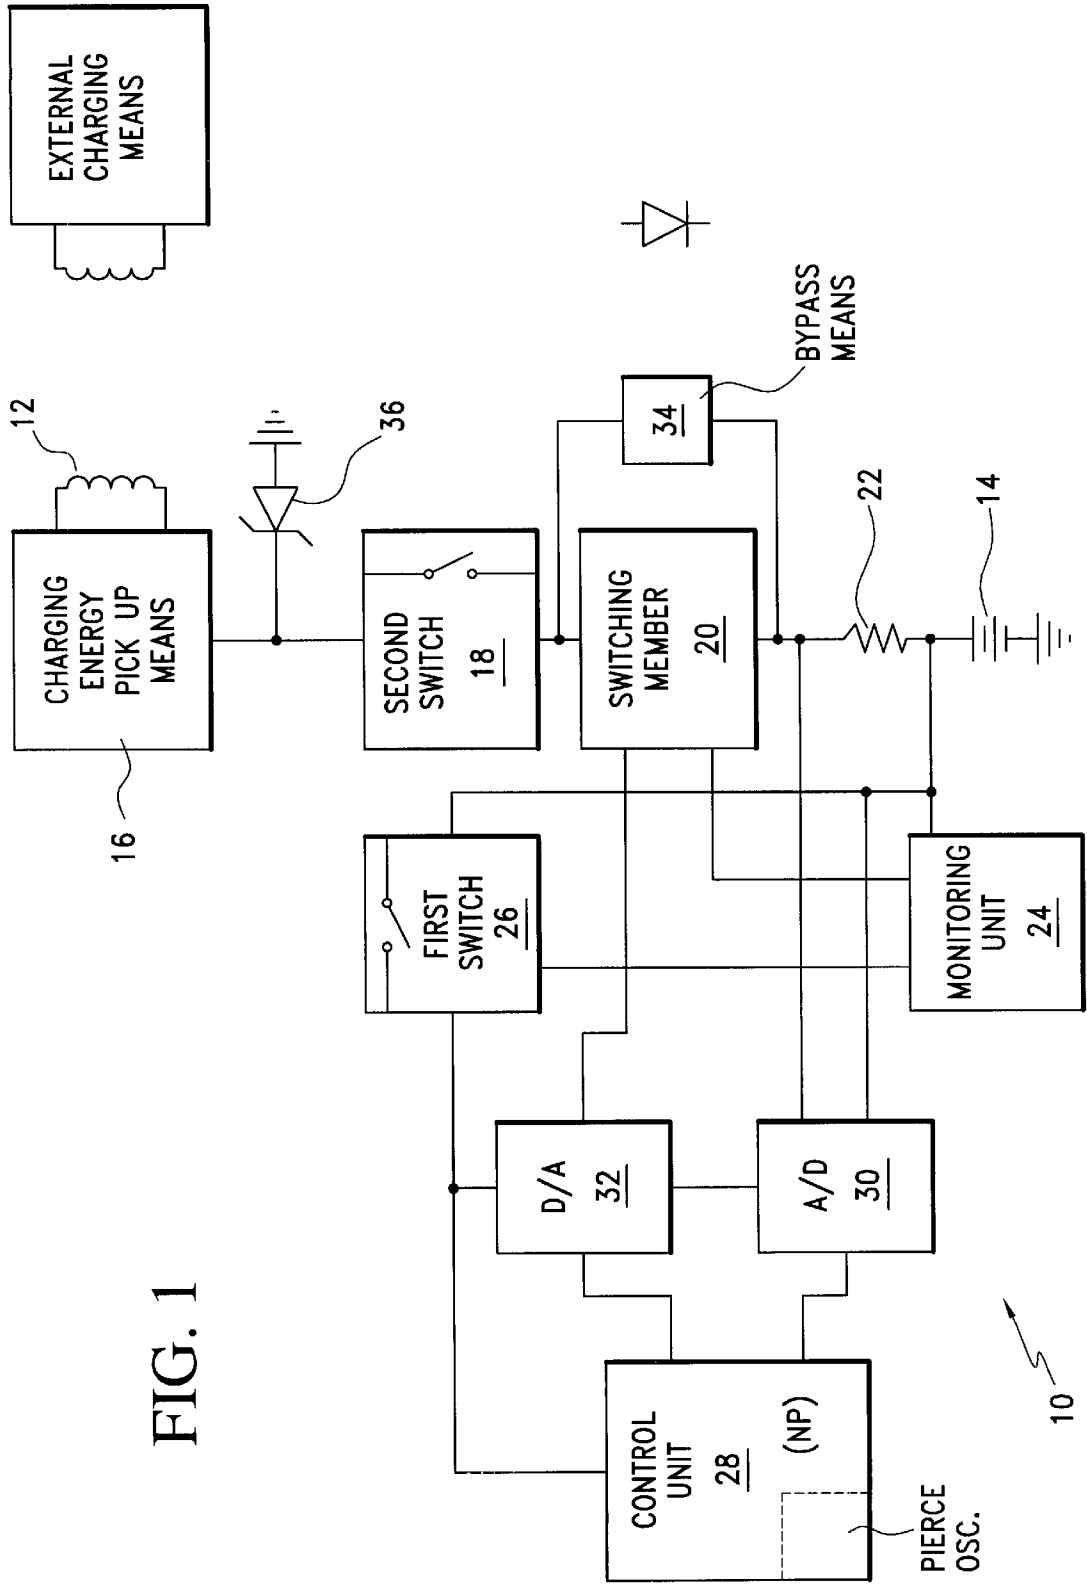 FIG. 1
EXTERNAL
CHARGING
MEANS
12
CHARGING
ENERGY
PICK UP
MEANS
16
36
SECOND
SWITCH
18
FIRST
SWITCH
26
SWITCHING
MEMBER
20
34
BYPASS
MEANS
22
14
D/A
32
A/D
30
MONITORING
UNIT
24
CONTROL
UNIT
28
(NP)
PIERCE
OSC.
10